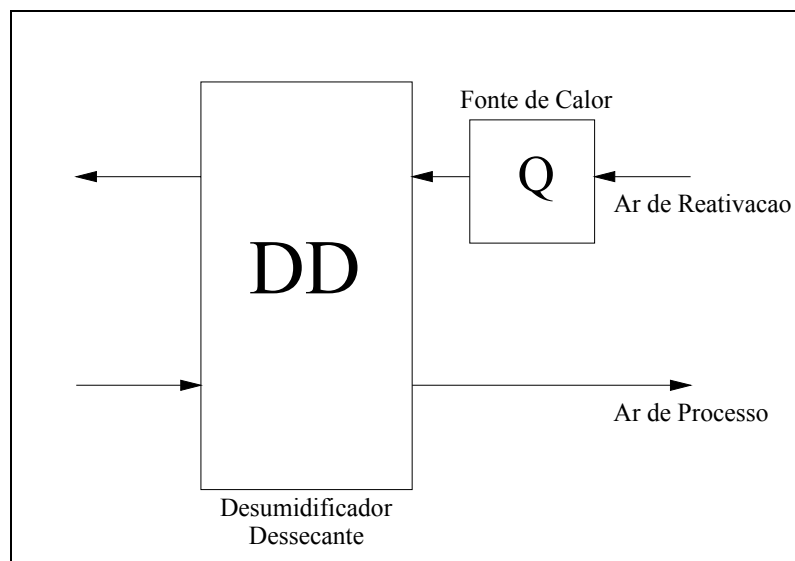 Fonte de Calor
Q
Ar de Reativacao
DD
Ar de Processo
Desumidificador
Dessecante